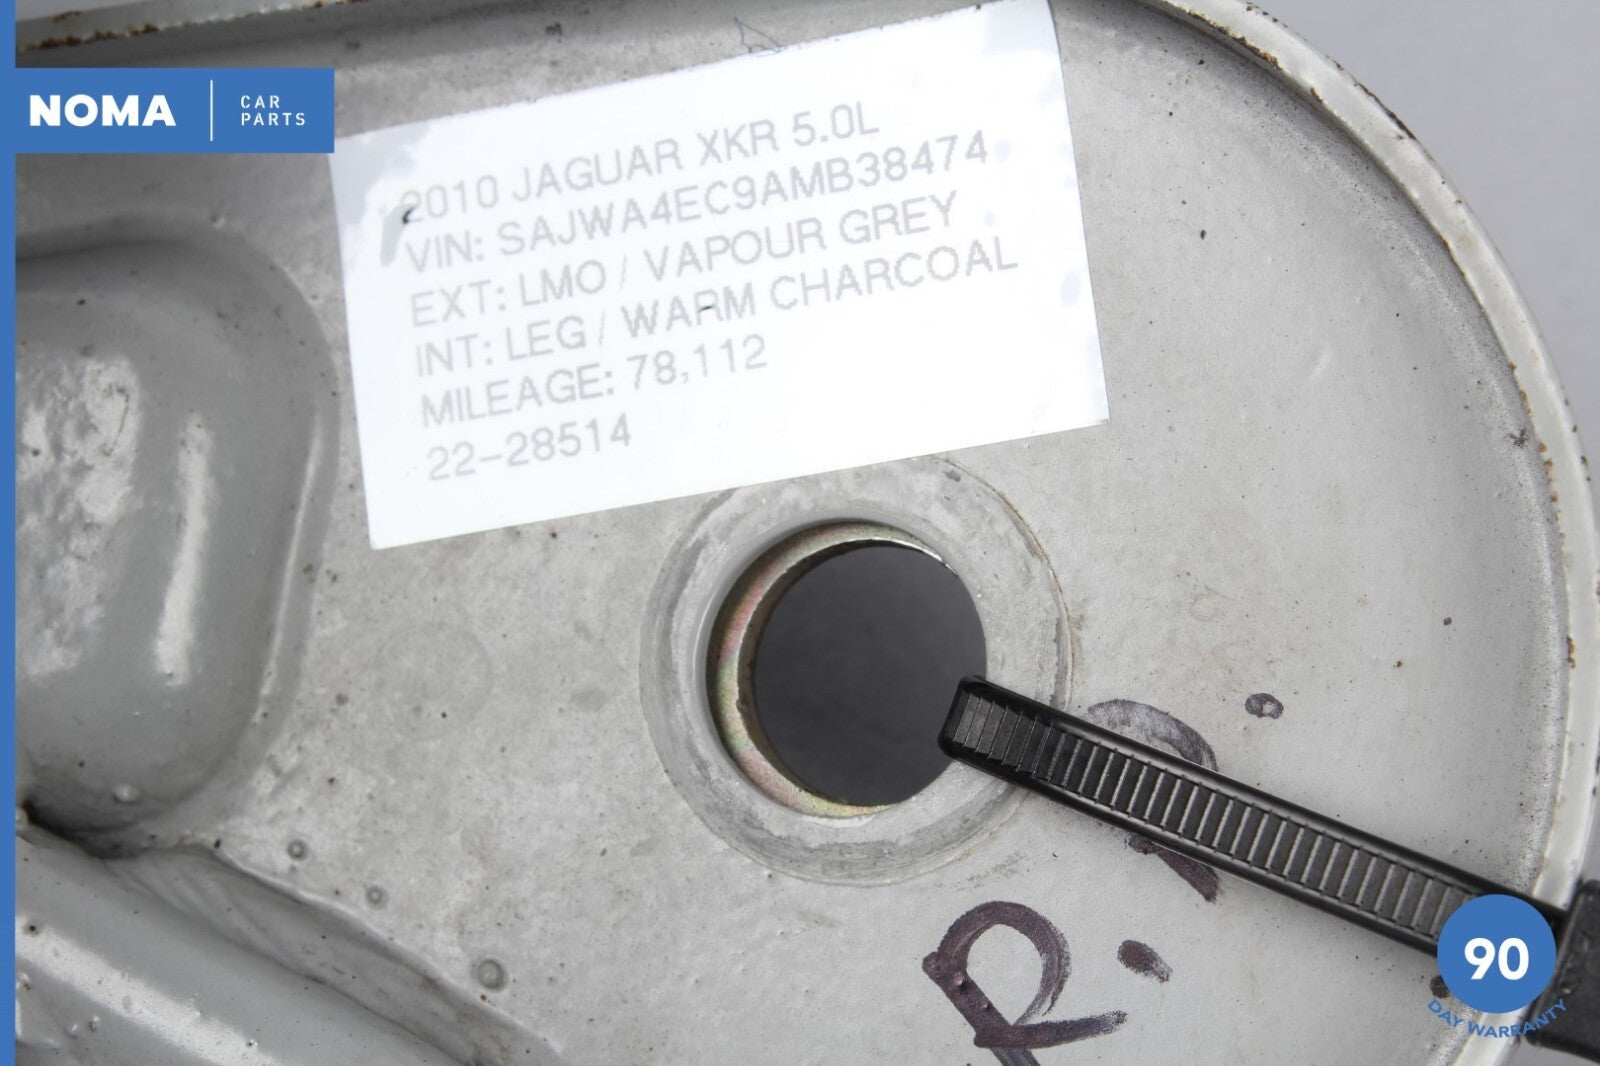 NOMA
CAR
PARTS
2010 JAGUAR XKR 5.0L
VIN: SAJWA4EC9AMB38474
EXT: LMO / VAPOUR GREY
INT: LEG / WARM CHARCOAL
MILEAGE: 78,112
22-28514
R. R.
90
DAY WARRANTY